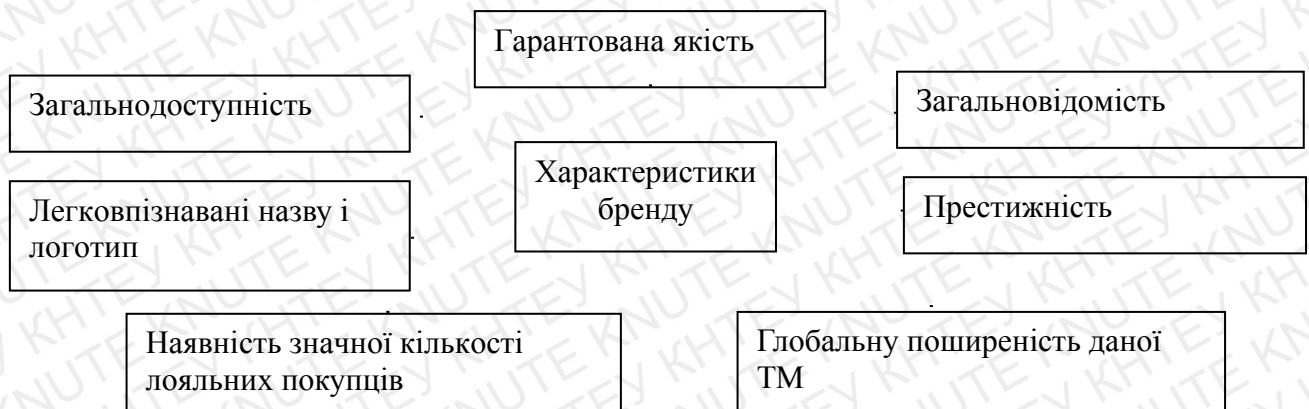 Гарантована якість
Загальнодоступність
Загальновідомість
Характеристики
бренду
Легковпізнавані назву і
логотип
Престижність
Наявність значної кількості
лояльних покупців
Глобальну поширеність даної
ТМ